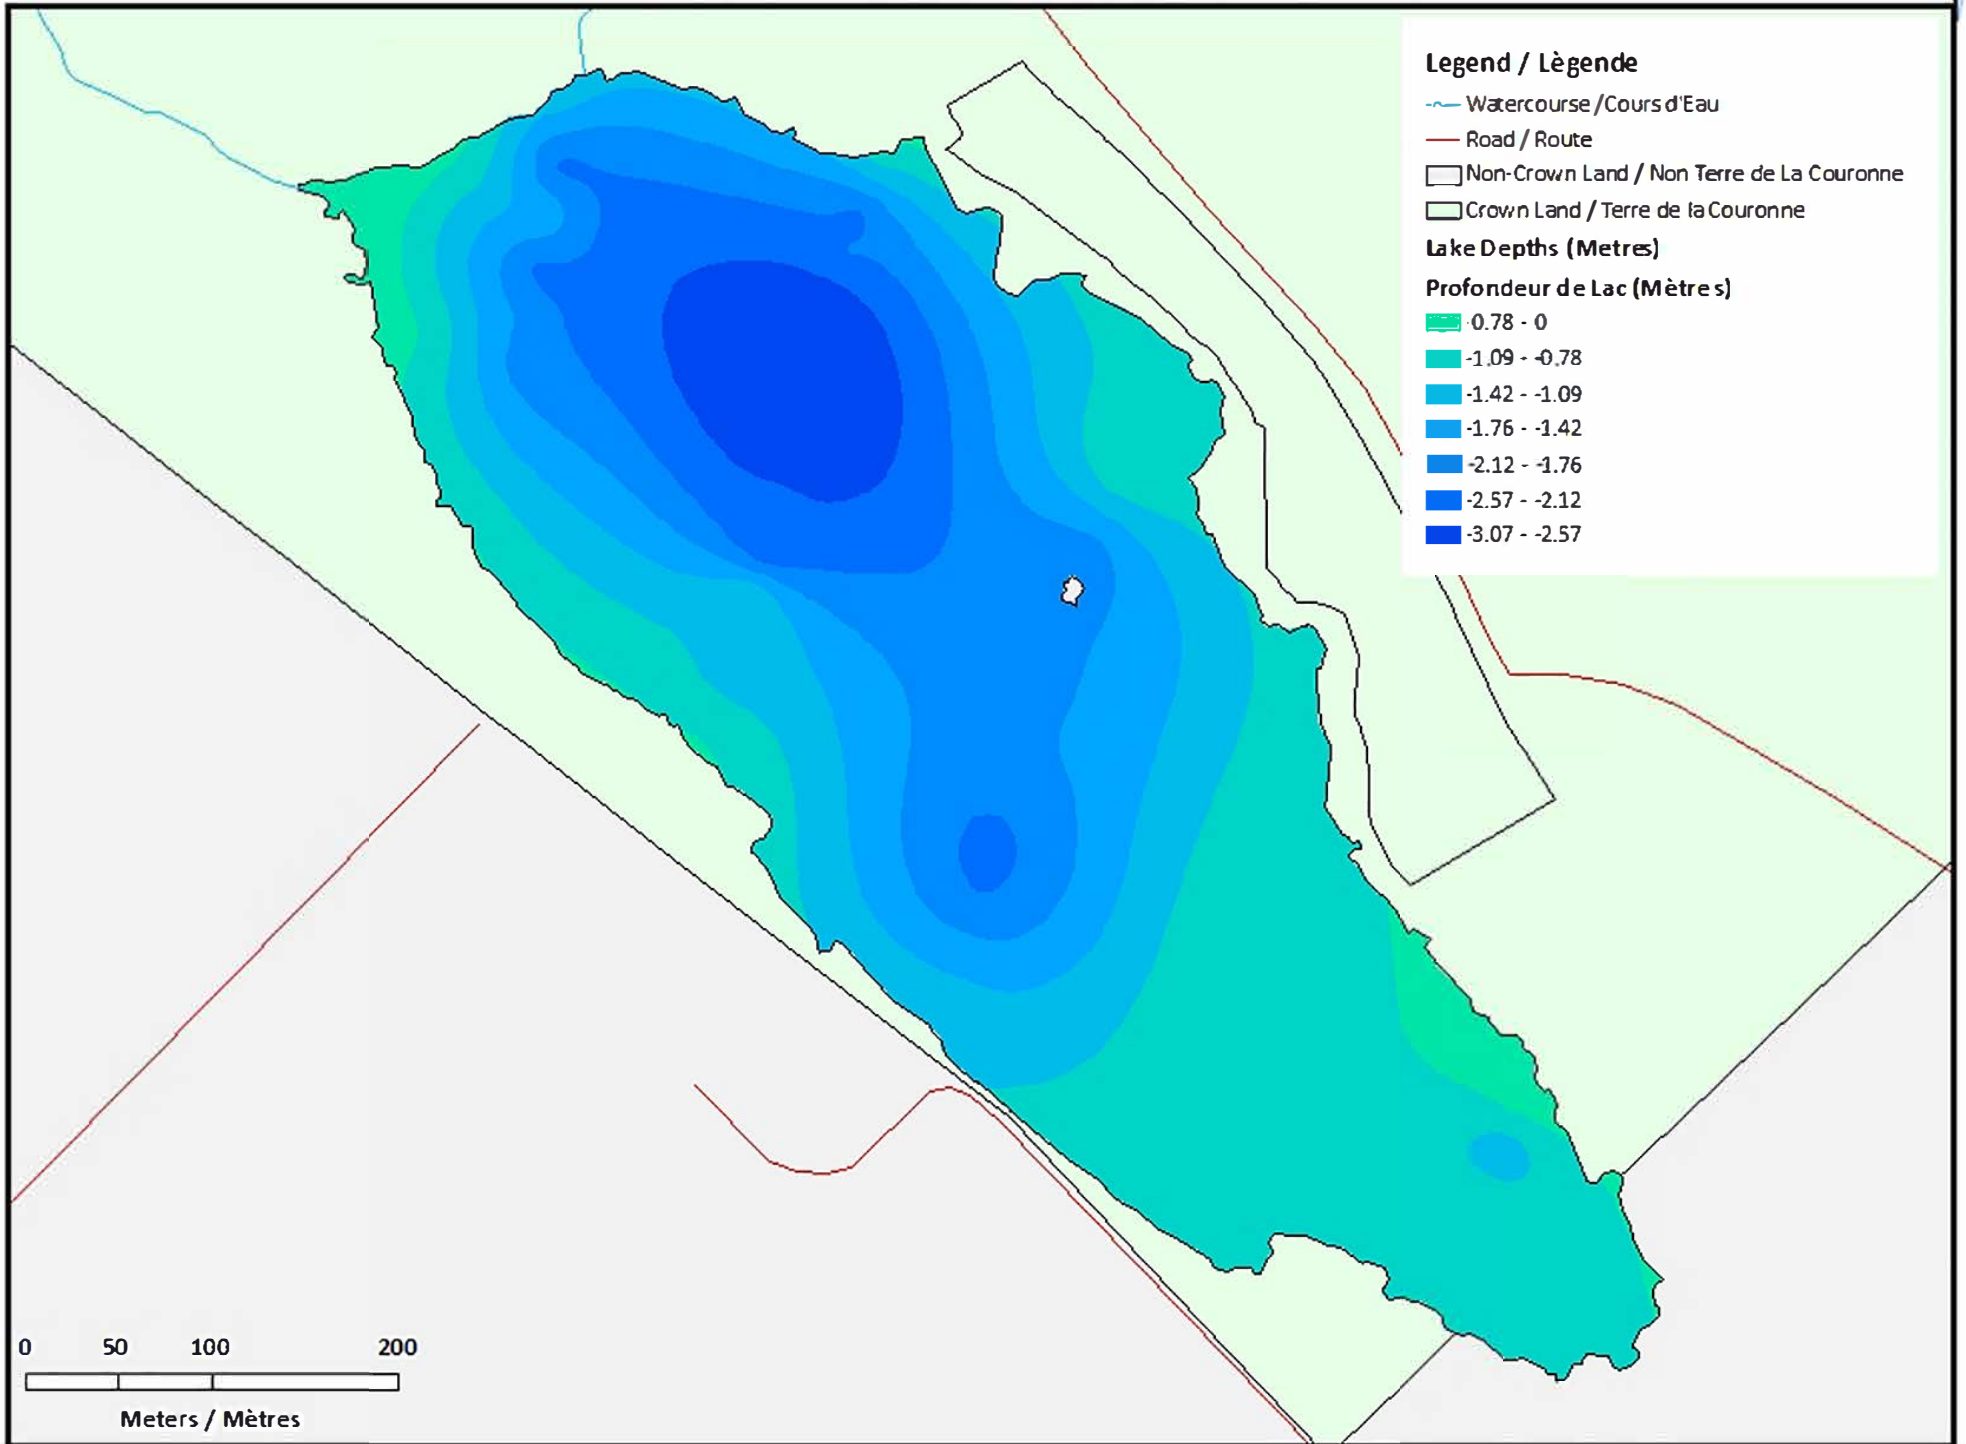 Legend / Lègende
Watercourse / Cours d'Eau
Road / Route
Non-Crown Land / Non Terre de La Couronne
Crown Land / Terre de la Couronne
Lake Depths (Metres)
Profondeur de Lac (Mètres)
-0.78 - 0
-1.09 - -0.78
-1.42 - -1.09
-1.76 - -1.42
-2.12 - -1.76
-2.57 - -2.12
-3.07 - -2.57
0 50 100 200
Meters / Mètres